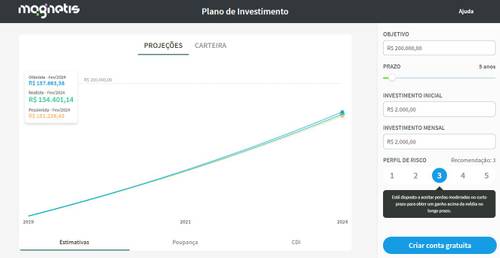 magnetis
Plano de Investimento
Ajuda
PROJEÇÕES
CARTEIRA
Otimista - Fev/2024
R$ 157.663,58
Realista - Fev/2024
R$ 154.401,14
Pessimista - Fev/2024
R$ 200.000,00
2019
2021
2024
Estimativas
Poupança
CDI
OBJETIVO
R$ 200.000,00
PRAZO
5 anos
INVESTIMENTO INICIAL
R$ 2.000,00
INVESTIMENTO MENSAL
R$ 2.000,00
PERFIL DE RISCO
Recomendação: 3
1 2 3 4 5
Está disposto a aceitar perdas moderadas no curto
prazo para obter um ganho acima da média no
longo prazo.
Criar conta gratuita